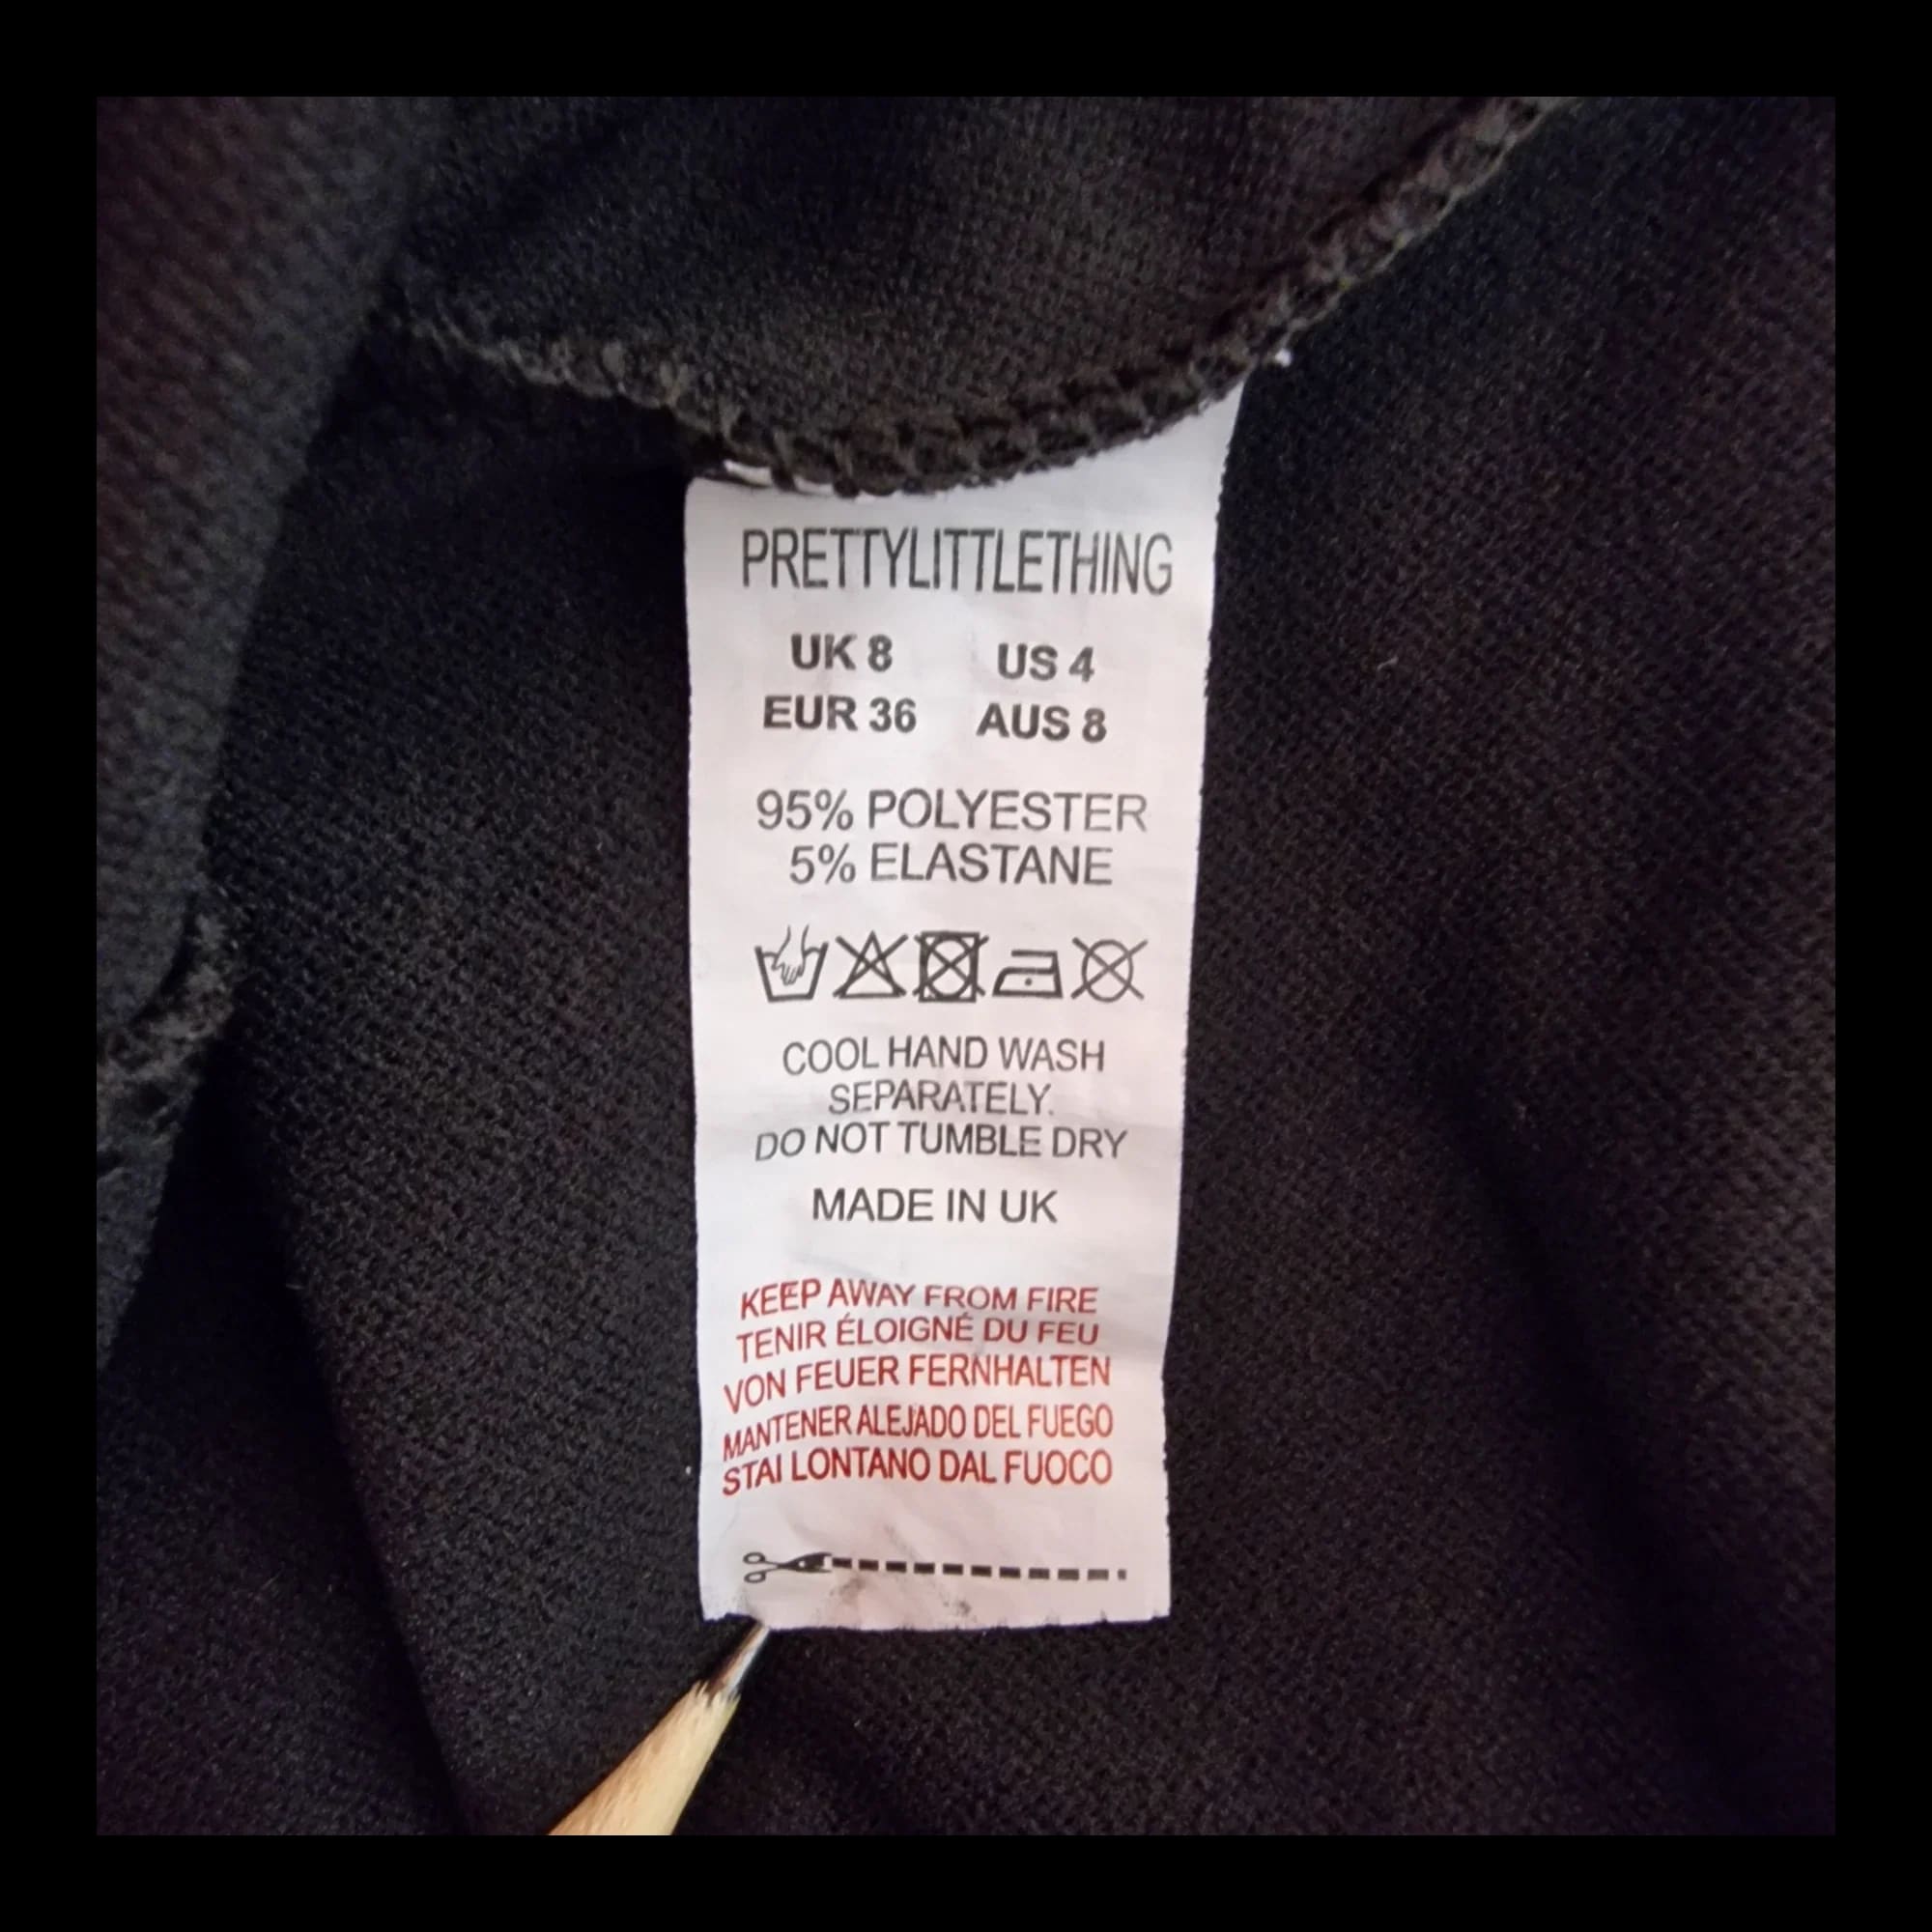 PRETTYLITTLETHING
UK 8 US 4
EUR 36 AUS 8
95% POLYESTER
5% ELASTANE
COOL HAND WASH
SEPARATELY.
DO NOT TUMBLE DRY
MADE IN UK
KEEP AWAY FROM FIRE
TENIR ÉLOIGNÉ DU FEU
VON FEUER FERNHALTEN
MANTENER ALEJADO DEL FUEGO
STAI LONTANO DAL FUOCO